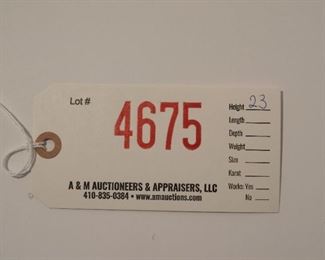 Lot #
4675
Height 23
Length
Depth
Weight
Size
Karat
Works: Yes
No
A & M AUCTIONEERS & APPRAISERS, LLC
410-835-0384 • www.amauctions.com